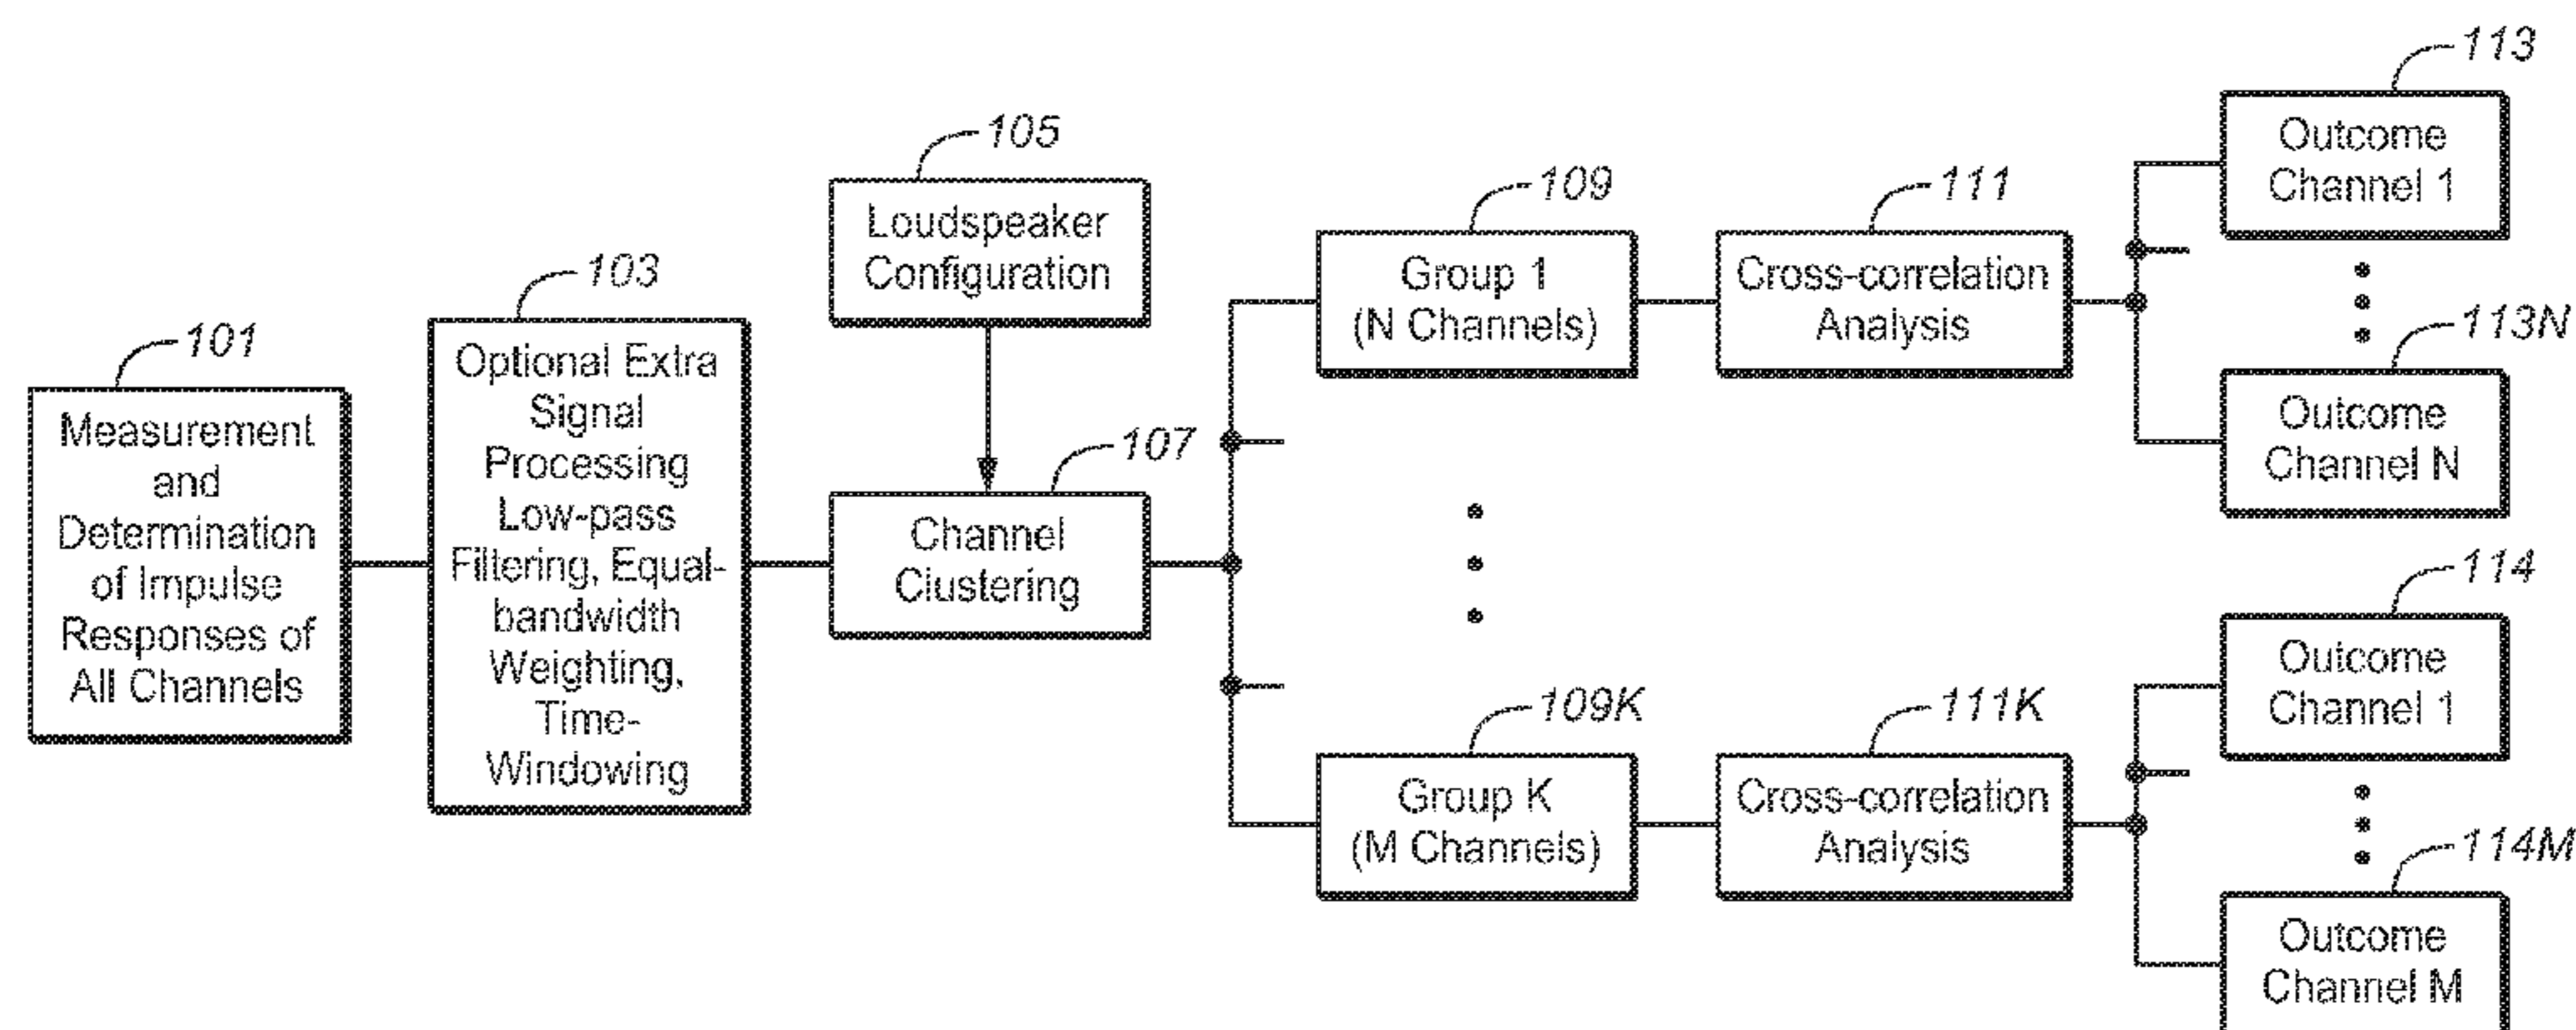 101
Measurement
and
Determination
of Impulse
Responses of
All Channels
103
Optional Extra
Signal
Processing
Low-pass
Filtering, Equal-
bandwidth
Weighting,
Time-
Windowing
105
Loudspeaker
Configuration
107
Channel
Clustering
109
Group 1
(N Channels)
111
Cross-correlation
Analysis
113
Outcome
Channel 1
113N
Outcome
Channel N
109K
Group K
(M Channels)
111K
Cross-correlation
Analysis
114
Outcome
Channel 1
114M
Outcome
Channel M